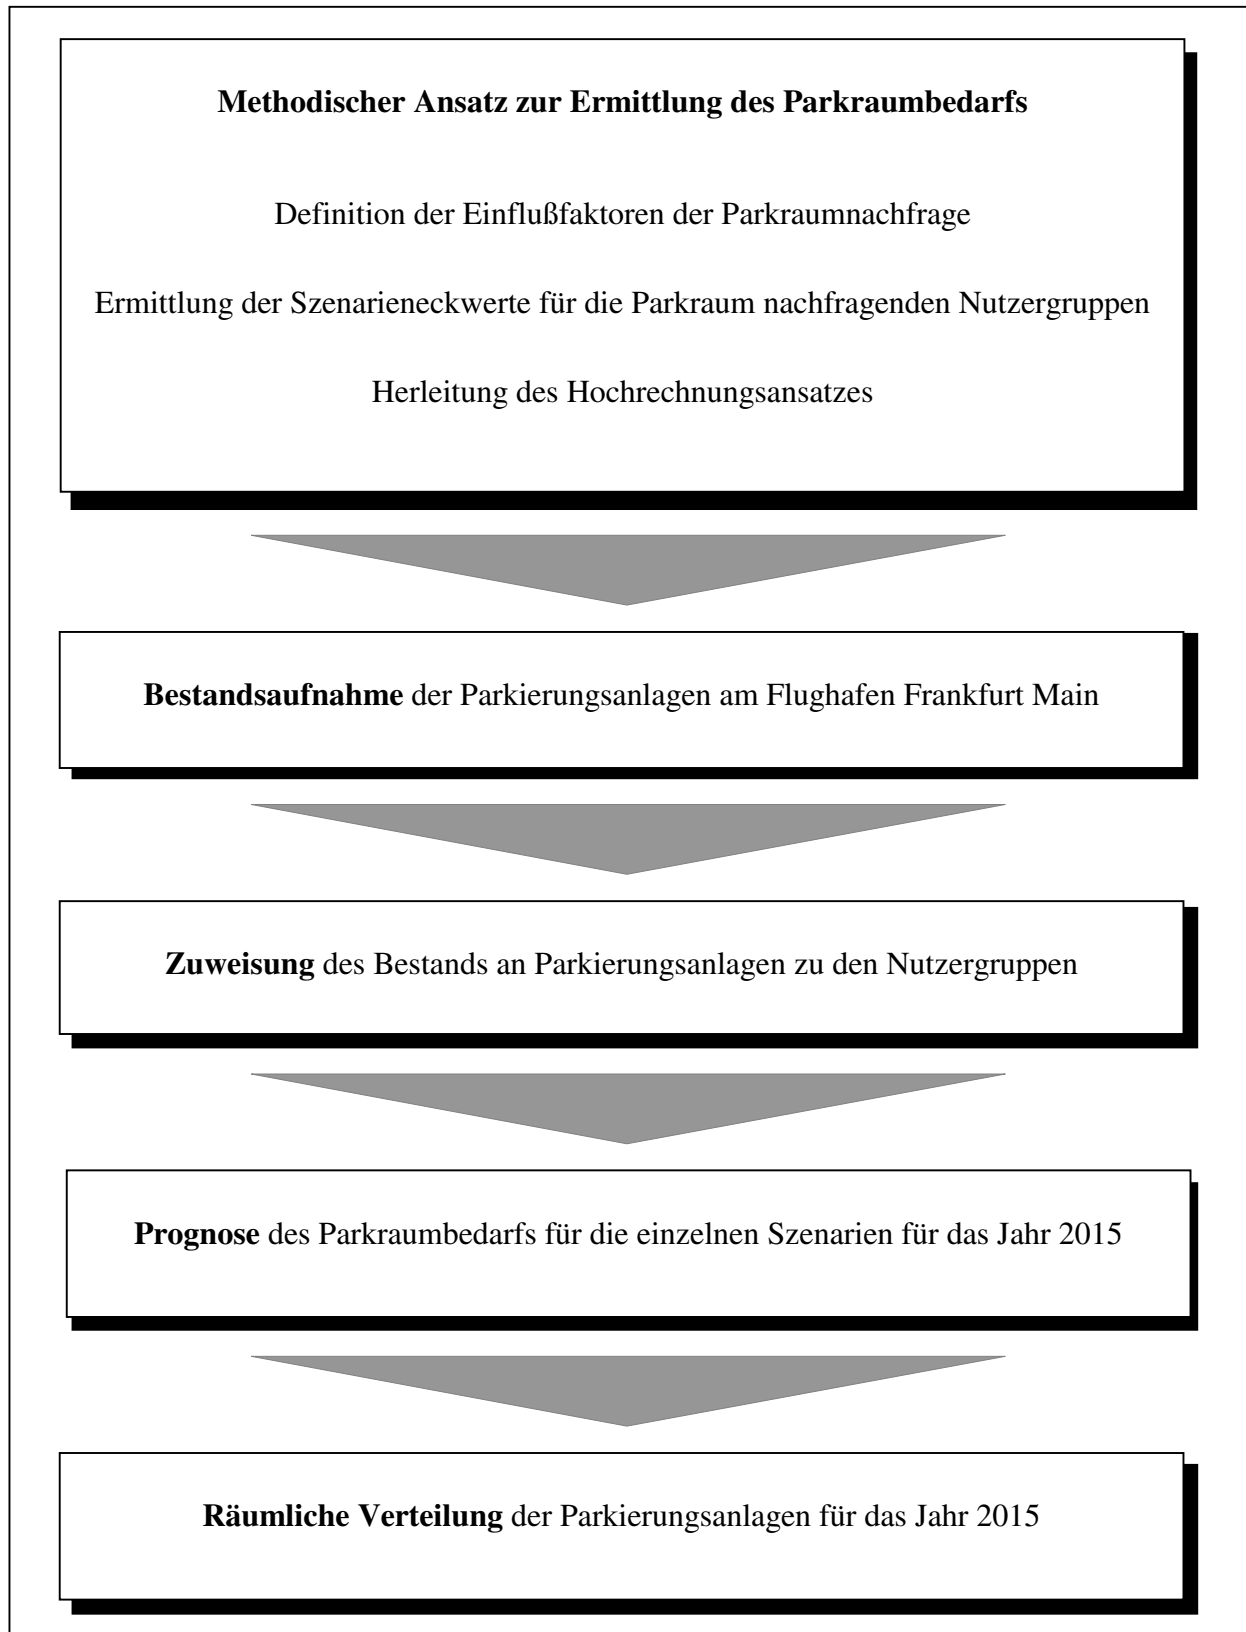 Methodischer Ansatz zur Ermittlung des Parkraumbedarfs
Definition der Einflußfaktoren der Parkraumnachfrage
Ermittlung der Szenarieneckwerte für die Parkraum nachfragenden Nutzergruppen
Herleitung des Hochrechnungsansatzes
Bestandsaufnahme der Parkierungsanlagen am Flughafen Frankfurt Main
Zuweisung des Bestands an Parkierungsanlagen zu den Nutzergruppen
Prognose des Parkraumbedarfs für die einzelnen Szenarien für das Jahr 2015
Räumliche Verteilung der Parkierungsanlagen für das Jahr 2015